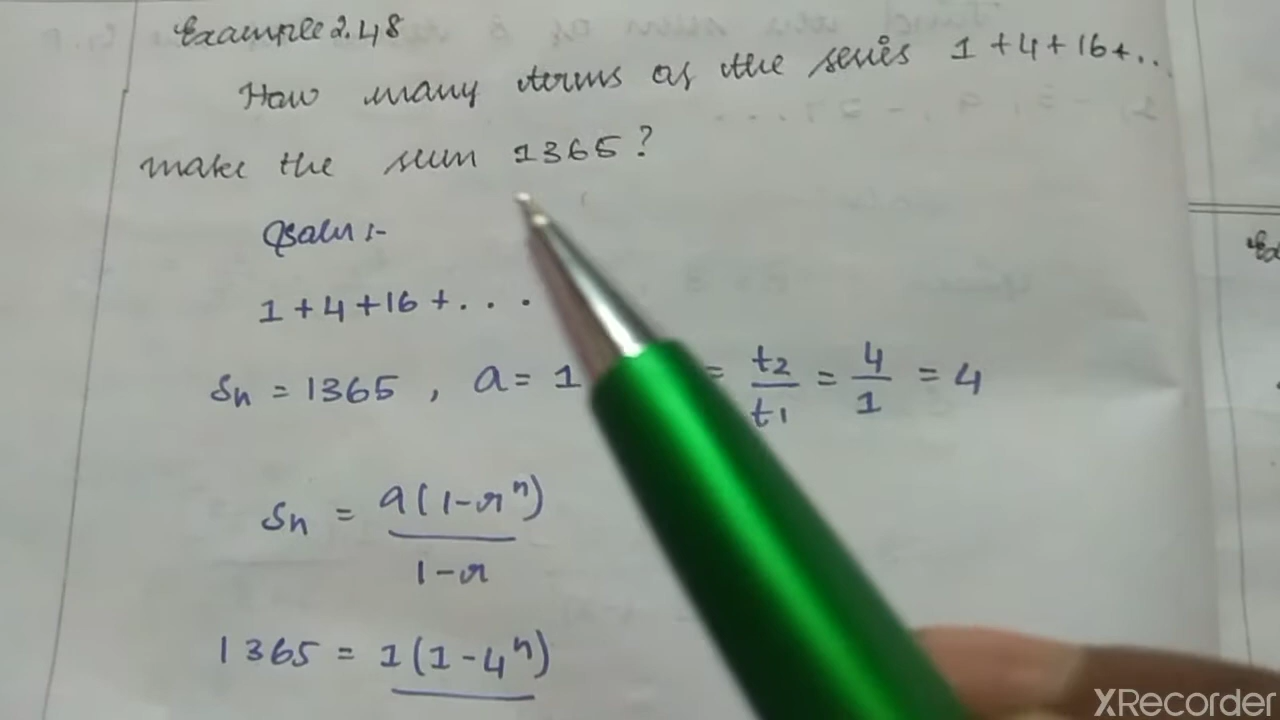 Example 2.48
How many terms of the series 1 + 4 + 16 + ..
make the sum 1365?
Soln :-
1 + 4 + 16 + . . .
Sn = 1365 , a = 1 = t2/t1 = 4/1 = 4
Sn = a(1-r^n)/1-r
1365 = 1(1-4^n)
XRecorder